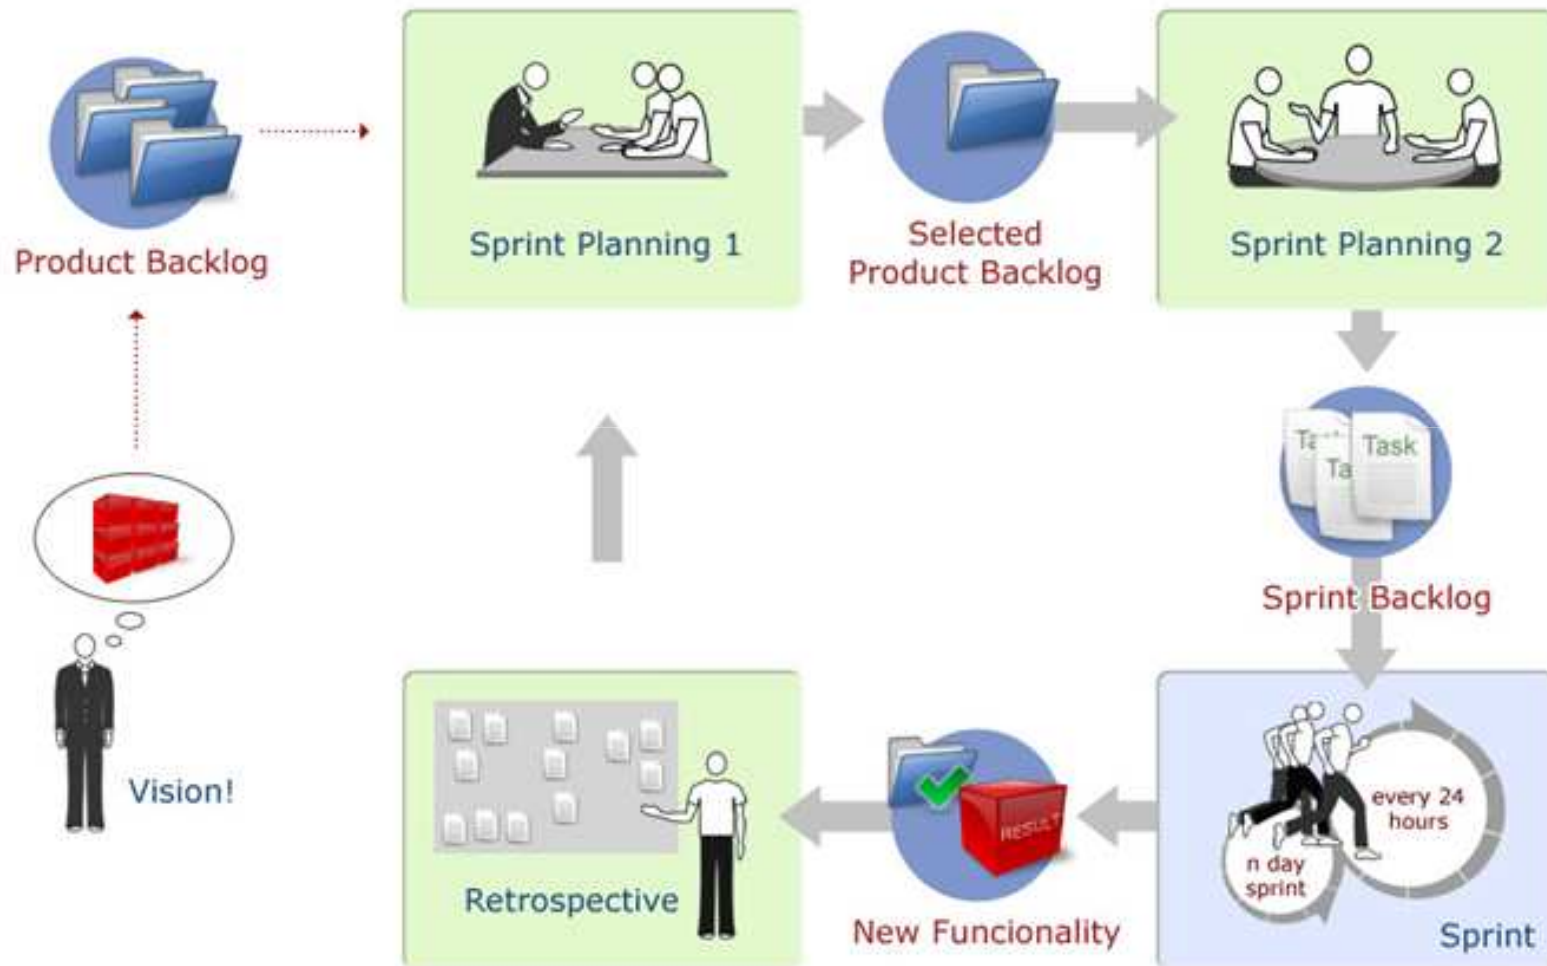 Product Backlog
Sprint Planning 1
Selected
Product Backlog
Sprint Planning 2
Task
Ta
Sprint Backlog
Vision!
Retrospective
RESULT
New Funcionality
every 24
hours
n day
sprint
Sprint